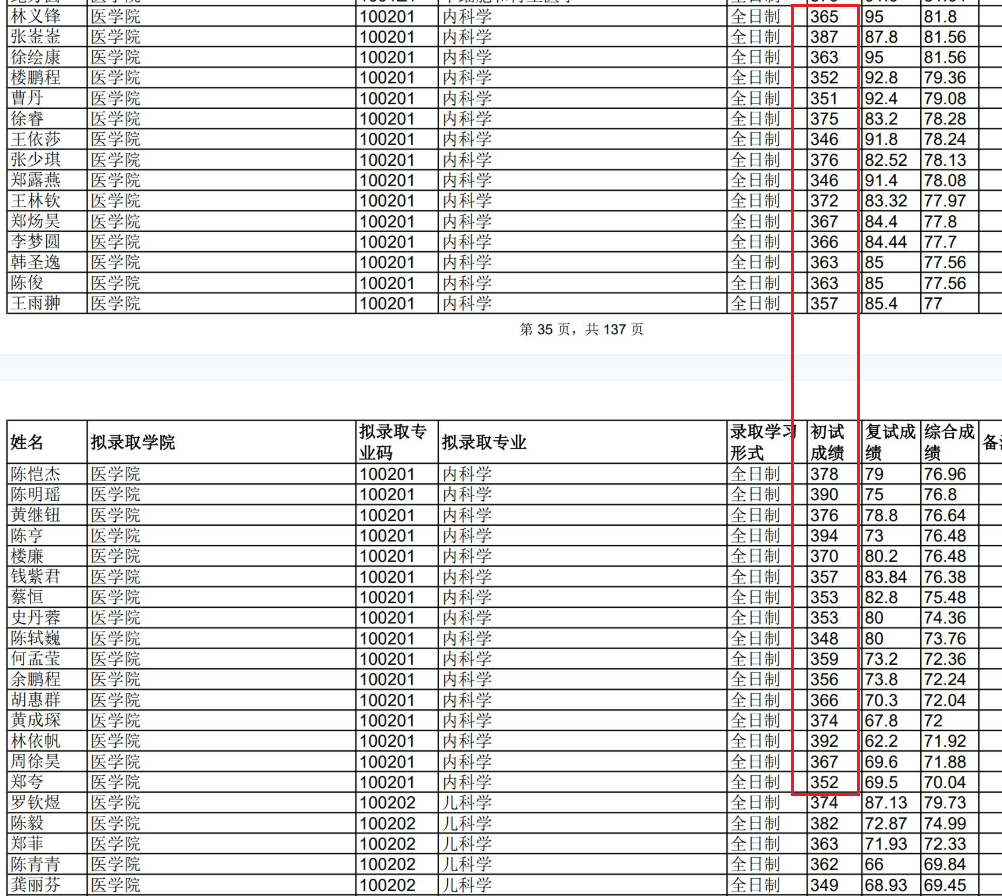 林义锋 医学院 100201 内科学 全日制 365 95 81.8
张崟崟 医学院 100201 内科学 全日制 387 87.8 81.56
徐绘康 医学院 100201 内科学 全日制 363 95 81.56
楼鹏程 医学院 100201 内科学 全日制 352 92.8 79.36
曹丹 医学院 100201 内科学 全日制 351 92.4 79.08
徐睿 医学院 100201 内科学 全日制 375 83.2 78.28
王依莎 医学院 100201 内科学 全日制 346 91.8 78.24
张少琪 医学院 100201 内科学 全日制 376 82.52 78.13
郑露燕 医学院 100201 内科学 全日制 346 91.4 78.08
王林钦 医学院 100201 内科学 全日制 372 83.32 77.97
郑炀昊 医学院 100201 内科学 全日制 367 84.4 77.8
李梦圆 医学院 100201 内科学 全日制 366 84.44 77.7
韩圣逸 医学院 100201 内科学 全日制 363 85 77.56
陈俊 医学院 100201 内科学 全日制 363 85 77.56
王雨翀 医学院 100201 内科学 全日制 357 85.4 77
第 35 页，共 137 页
姓名 拟录取学院 拟录取专业码 拟录取专业 录取学习形式 初试成绩 复试成绩 综合成绩 备
陈恺杰 医学院 100201 内科学 全日制 378 79 76.96
陈明瑶 医学院 100201 内科学 全日制 390 75 76.8
黄继钮 医学院 100201 内科学 全日制 376 78.8 76.64
陈亨 医学院 100201 内科学 全日制 394 73 76.48
楼廉 医学院 100201 内科学 全日制 370 80.2 76.48
钱紫君 医学院 100201 内科学 全日制 357 83.84 76.38
蔡恒 医学院 100201 内科学 全日制 353 82.8 75.48
史丹蓉 医学院 100201 内科学 全日制 353 80 74.36
陈轼巍 医学院 100201 内科学 全日制 348 80 73.76
何孟莹 医学院 100201 内科学 全日制 359 73.2 72.36
余鹏程 医学院 100201 内科学 全日制 356 73.8 72.24
胡惠群 医学院 100201 内科学 全日制 366 70.3 72.04
黄成琛 医学院 100201 内科学 全日制 374 67.8 72
林依帆 医学院 100201 内科学 全日制 392 62.2 71.92
周徐昊 医学院 100201 内科学 全日制 367 69.6 71.88
郑夸 医学院 100201 内科学 全日制 352 69.5 70.04
罗钦煜 医学院 100202 儿科学 全日制 374 87.13 79.73
陈毅 医学院 100202 儿科学 全日制 382 72.87 74.99
郑菲 医学院 100202 儿科学 全日制 363 71.93 72.33
陈青青 医学院 100202 儿科学 全日制 362 66 69.84
龚丽芬 医学院 100202 儿科学 全日制 349 68.93 69.45